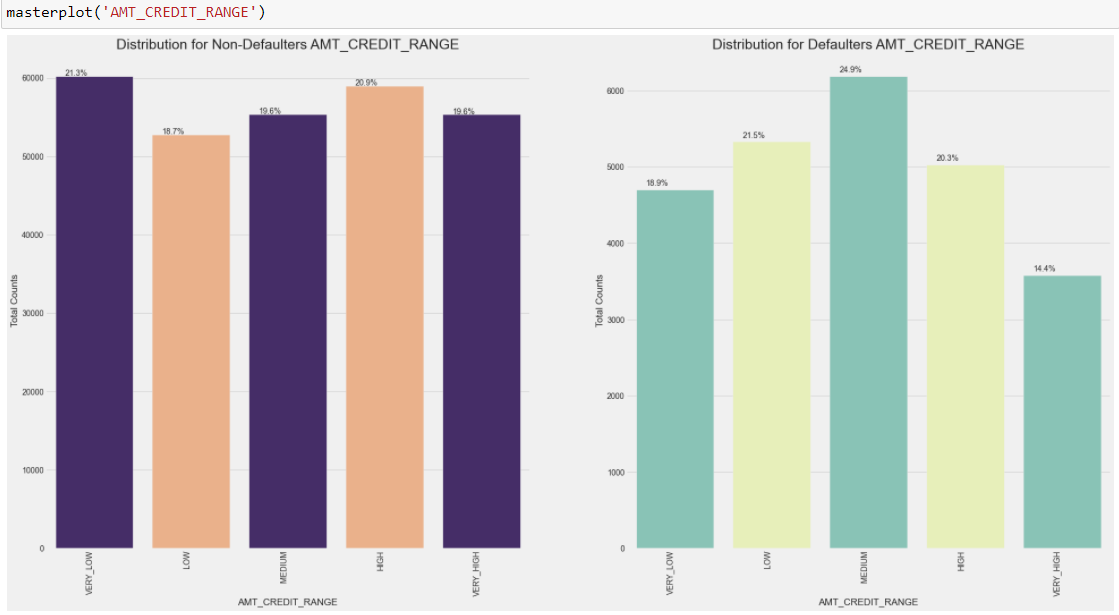 masterplot('AMT_CREDIT_RANGE')
Distribution for Non-Defaulters AMT_CREDIT_RANGE
21.3%
18.7%
19.6%
20.9%
19.6%
60000
50000
40000
30000
20000
10000
0
Total Counts
VERY_LOW
LOW
MEDIUM
HIGH
VERY_HIGH
AMT_CREDIT_RANGE
Distribution for Defaulters AMT_CREDIT_RANGE
18.9%
21.5%
24.9%
20.3%
14.4%
6000
5000
4000
3000
2000
1000
0
Total Counts
VERY_LOW
LOW
MEDIUM
HIGH
VERY_HIGH
AMT_CREDIT_RANGE